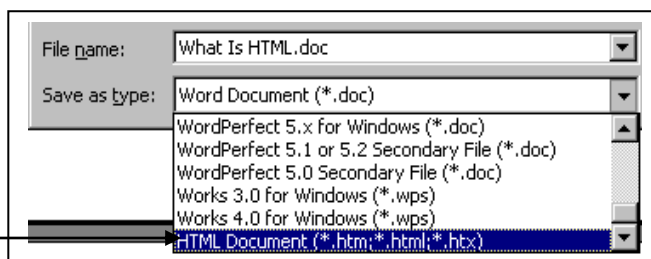 File name: What Is HTML.doc
Save as type: Word Document (*.doc)
WordPerfect 5.x for Windows (*.doc)
WordPerfect 5.1 or 5.2 Secondary File (*.doc)
WordPerfect 5.0 Secondary File (*.doc)
Works 3.0 for Windows (*.wps)
Works 4.0 for Windows (*.wps)
HTML Document (*.htm;*.html;*.htx)